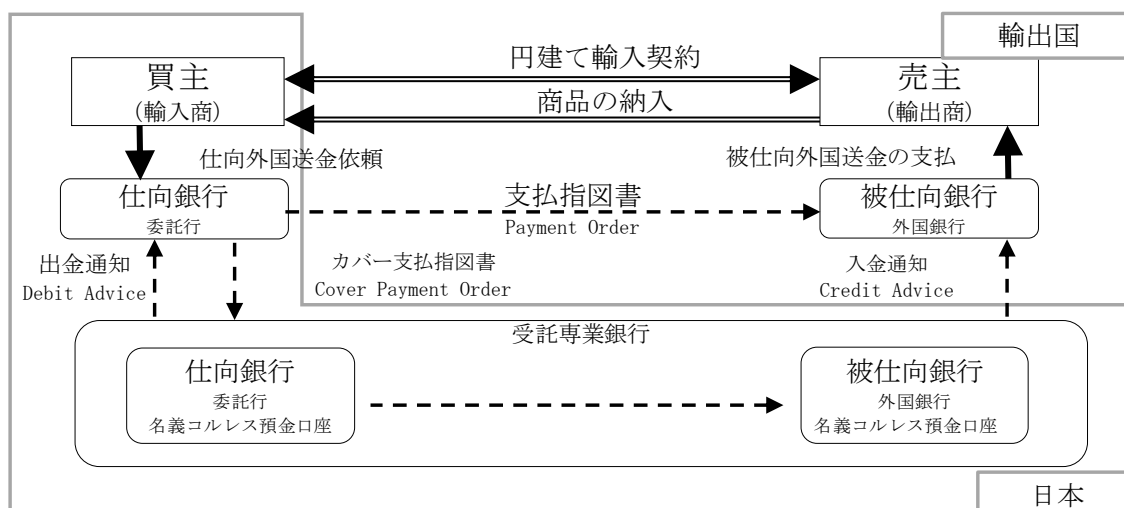 輸出国
円建て輸入契約
買主
(輸入商)
売主
(輸出商)
商品の納入
仕向外国送金依頼
被仕向外国送金の支払
仕向銀行
委託行
支払指図書
Payment Order
被仕向銀行
外国銀行
出金通知
Debit Advice
カバー支払指図書
Cover Payment Order
入金通知
Credit Advice
受託専業銀行
仕向銀行
委託行
名義コルレス預金口座
被仕向銀行
外国銀行
名義コルレス預金口座
日本